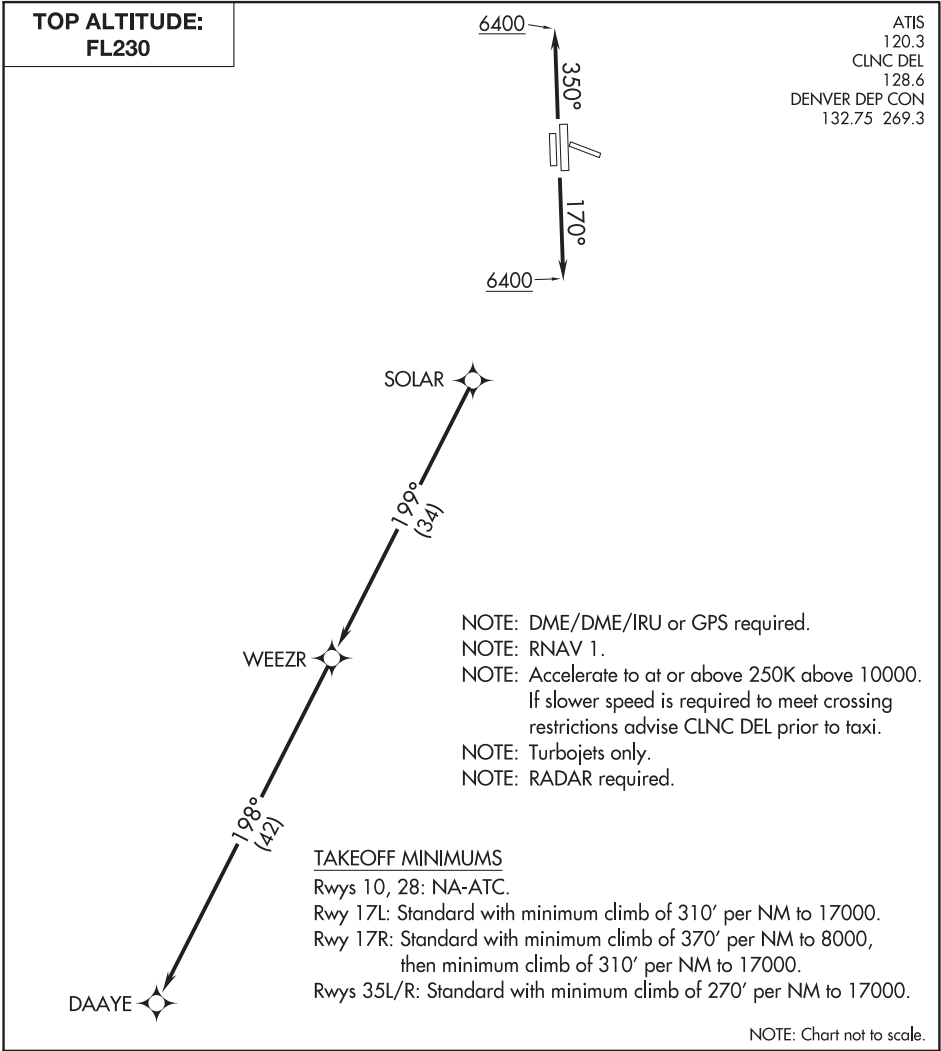 TOP ALTITUDE:
FL230
ATIS
120.3
CLNC DEL
128.6
DENVER DEP CON
132.75 269.3
6400
350°
170°
6400
SOLAR
199°
(34)
WEEZR
198°
(42)
DAAYE
NOTE: DME/DME/IRU or GPS required.
NOTE: RNAV 1.
NOTE: Accelerate to at or above 250K above 10000.
If slower speed is required to meet crossing
restrictions advise CLNC DEL prior to taxi.
NOTE: Turbojets only.
NOTE: RADAR required.
TAKEOFF MINIMUMS
Rwys 10, 28: NA-ATC.
Rwy 17L: Standard with minimum climb of 310' per NM to 17000.
Rwy 17R: Standard with minimum climb of 370' per NM to 8000,
then minimum climb of 310' per NM to 17000.
Rwys 35L/R: Standard with minimum climb of 270' per NM to 17000.
NOTE: Chart not to scale.